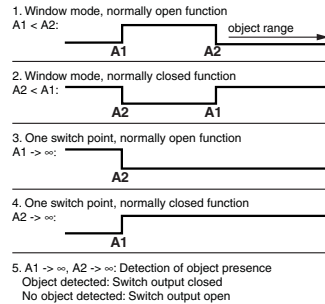 1. Window mode, normally open function
A1 < A2:
object range
A1
A2
2. Window mode, normally closed function
A2 < A1:
A2
A1
3. One switch point, normally open function
A1 -> ∞:
A2
4. One switch point, normally closed function
A2 -> ∞:
A1
5. A1 -> ∞, A2 -> ∞: Detection of object presence
Object detected: Switch output closed
No object detected: Switch output open